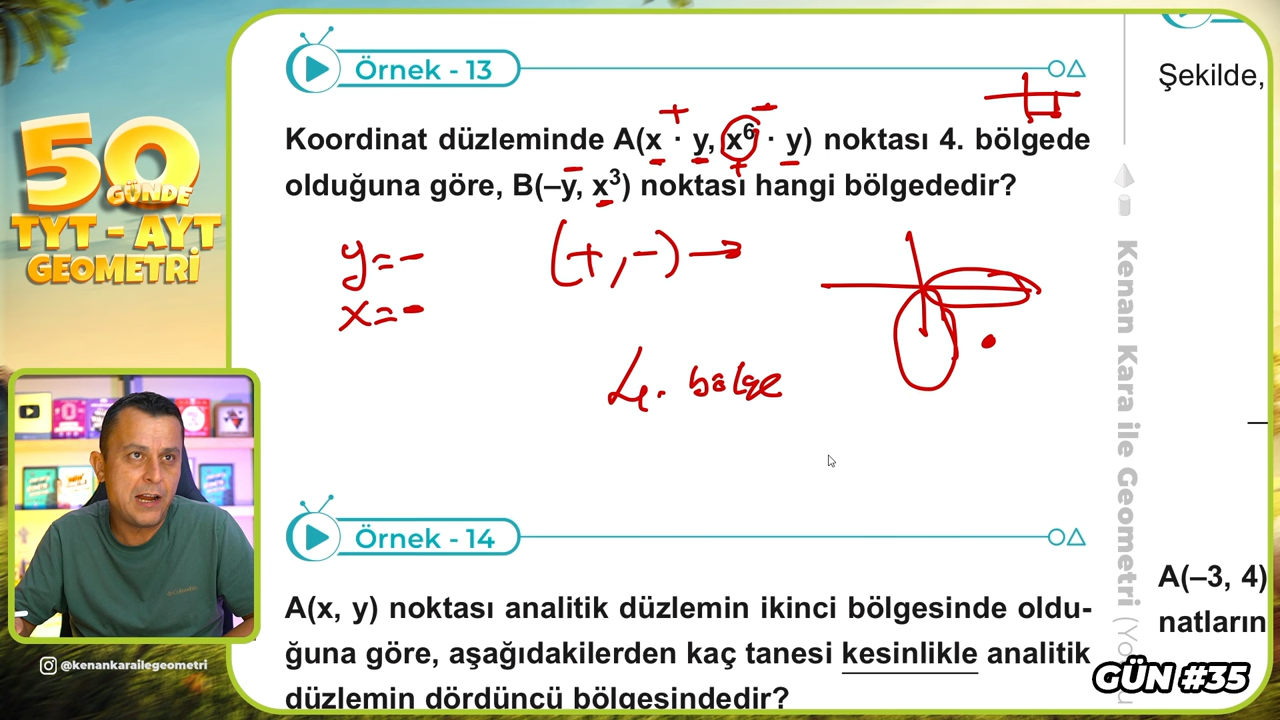 50
GÜNDE
TYT - AYT
GEOMETRİ
Örnek - 13
Koordinat düzleminde A(x · y, x⁶ · y) noktası 4. bölgede
olduğuna göre, B(–y, x³) noktası hangi bölgededir?
y = -
x = -
(+, -) →
4. bölge
Örnek - 14
A(x, y) noktası analitik düzlemin ikinci bölgesinde oldu-
ğuna göre, aşağıdakilerden kaç tanesi kesinlikle analitik
düzlemin dördüncü bölgesindedir?
Kenan Kara ile Geometri (Yo
Şekilde,
A(–3, 4)
natların
GÜN #35
@kenankarailegeometri